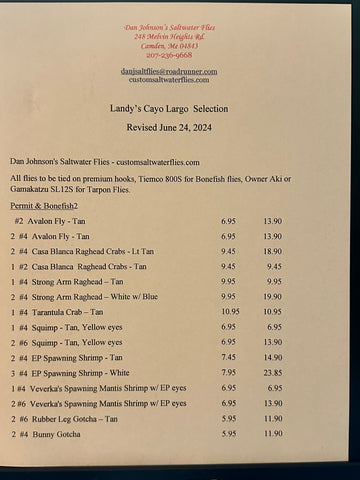 Dan Johnson's Saltwater Flies
248 Melvin Heights Rd.
Camden, Me 04843
207-236-9668
danjsaltflies@roadrunner.com
customsaltwaterflies.com
Landy's Cayo Largo Selection
Revised June 24, 2024
Dan Johnson's Saltwater Flies - customsaltwaterflies.com
All flies to be tied on premium hooks, Tiemco 800S for Bonefish flies, Owner Aki or
Gamakatzu SL12S for Tarpon Flies.
Permit & Bonefish2
#2 Avalon Fly - Tan 6.95 13.90
2 #4 Avalon Fly - Tan 6.95 13.90
2 #4 Casa Blanca Raghead Crabs - Lt Tan 9.45 18.90
1 #2 Casa Blanca Raghead Crabs - Tan 9.45 9.45
1 #4 Strong Arm Raghead – Tan 9.95 9.95
2 #4 Strong Arm Raghead – White w/ Blue 9.95 19.90
1 #4 Tarantula Crab – Tan 10.95 10.95
1 #4 Squimp - Tan, Yellow eyes 6.95 6.95
2 #6 Squimp - Tan, Yellow eyes 6.95 13.90
2 #4 EP Spawning Shrimp - Tan 7.45 14.90
3 #4 EP Spawning Shrimp - White 7.95 23.85
1 #4 Veverka's Spawning Mantis Shrimp w/ EP eyes 6.95 6.95
2 #6 Veverka's Spawning Mantis Shrimp w/ EP eyes 6.95 13.90
2 #6 Rubber Leg Gotcha – Tan 5.95 11.90
2 #4 Bunny Gotcha 5.95 11.90